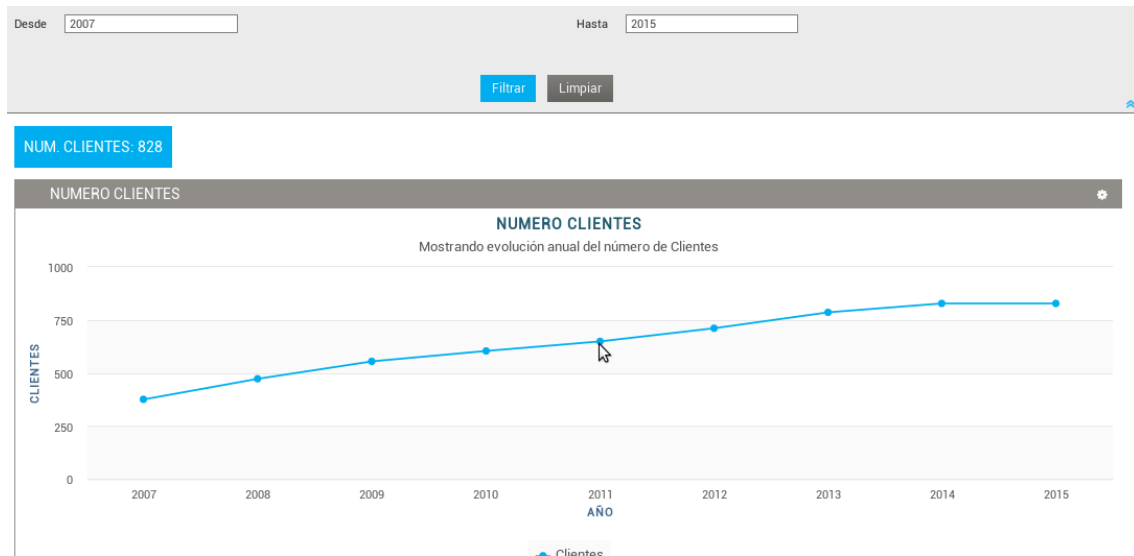 Desde 2007 Hasta 2015
Filtrar Limpiar
NUM. CLIENTES: 828
NUMERO CLIENTES
NUMERO CLIENTES
Mostrando evolución anual del número de Clientes
1000
750
500
250
0
CLIENTES
2007 2008 2009 2010 2011 2012 2013 2014 2015
AÑO
Clientes